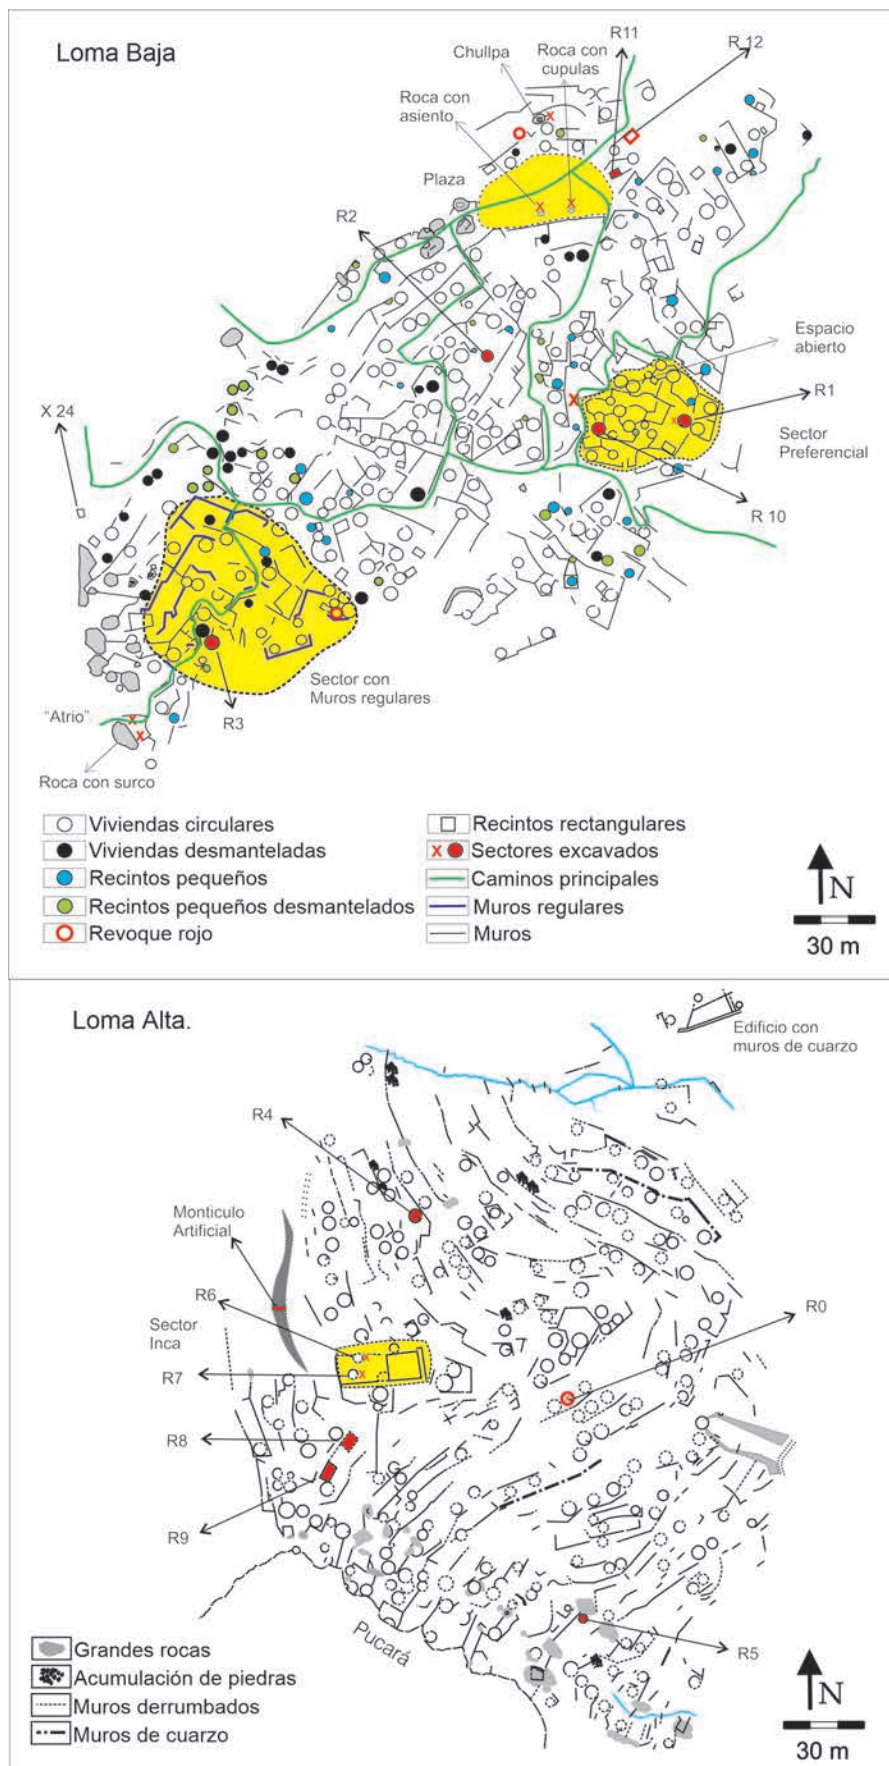 Loma Baja
R11
R 12
Chullpa
Roca con
cupulas
Roca con
asiento
Plaza
R2
Espacio
abierto
X 24
R1
Sector
Preferencial
R 10
Sector con
Muros regulares
"Atrio"
R3
Roca con surco
Viviendas circulares
Viviendas desmanteladas
Recintos pequeños
Recintos pequeños desmantelados
Revoque rojo
Recintos rectangulares
X Sectores excavados
Caminos principales
Muros regulares
Muros
N
30 m
Loma Alta.
Edificio con
muros de cuarzo
R4
Monticulo
Artificial
R6
R0
Sector
Inca
R7
R8
R9
Pucará
R5
Grandes rocas
Acumulación de piedras
Muros derrumbados
Muros de cuarzo
N
30 m